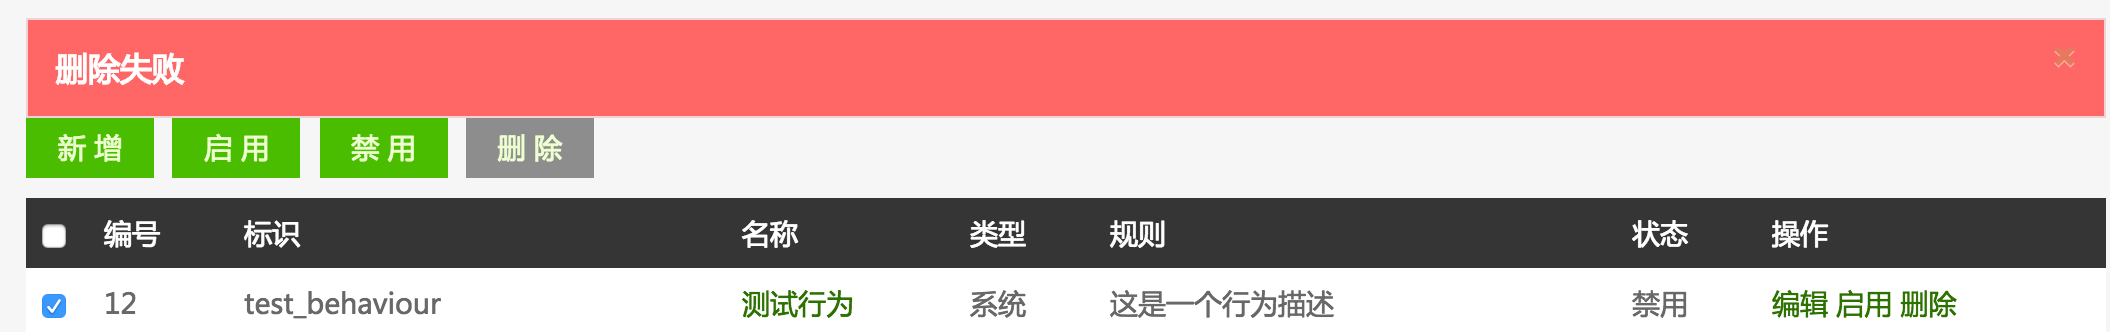 删除失败
新 增 启 用 禁 用 删 除
编号 标识 名称 类型 规则 状态 操作
12 test_behaviour 测试行为 系统 这是一个行为描述 禁用 编辑 启用 删除